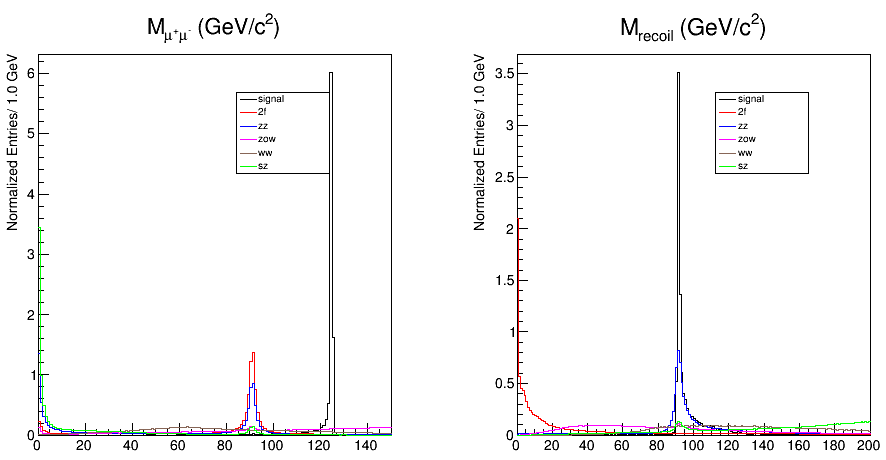 M_μ⁺μ⁻ (GeV/c²)
Normalized Entries/ 1.0 GeV
6
5
4
3
2
1
0
signal
2f
zz
zow
ww
sz
0 20 40 60 80 100 120 140
M_recoil (GeV/c²)
Normalized Entries/ 1.0 GeV
3.5
3
2.5
2
1.5
1
0.5
0
signal
2f
zz
zow
ww
sz
0 20 40 60 80 100 120 140 160 180 200